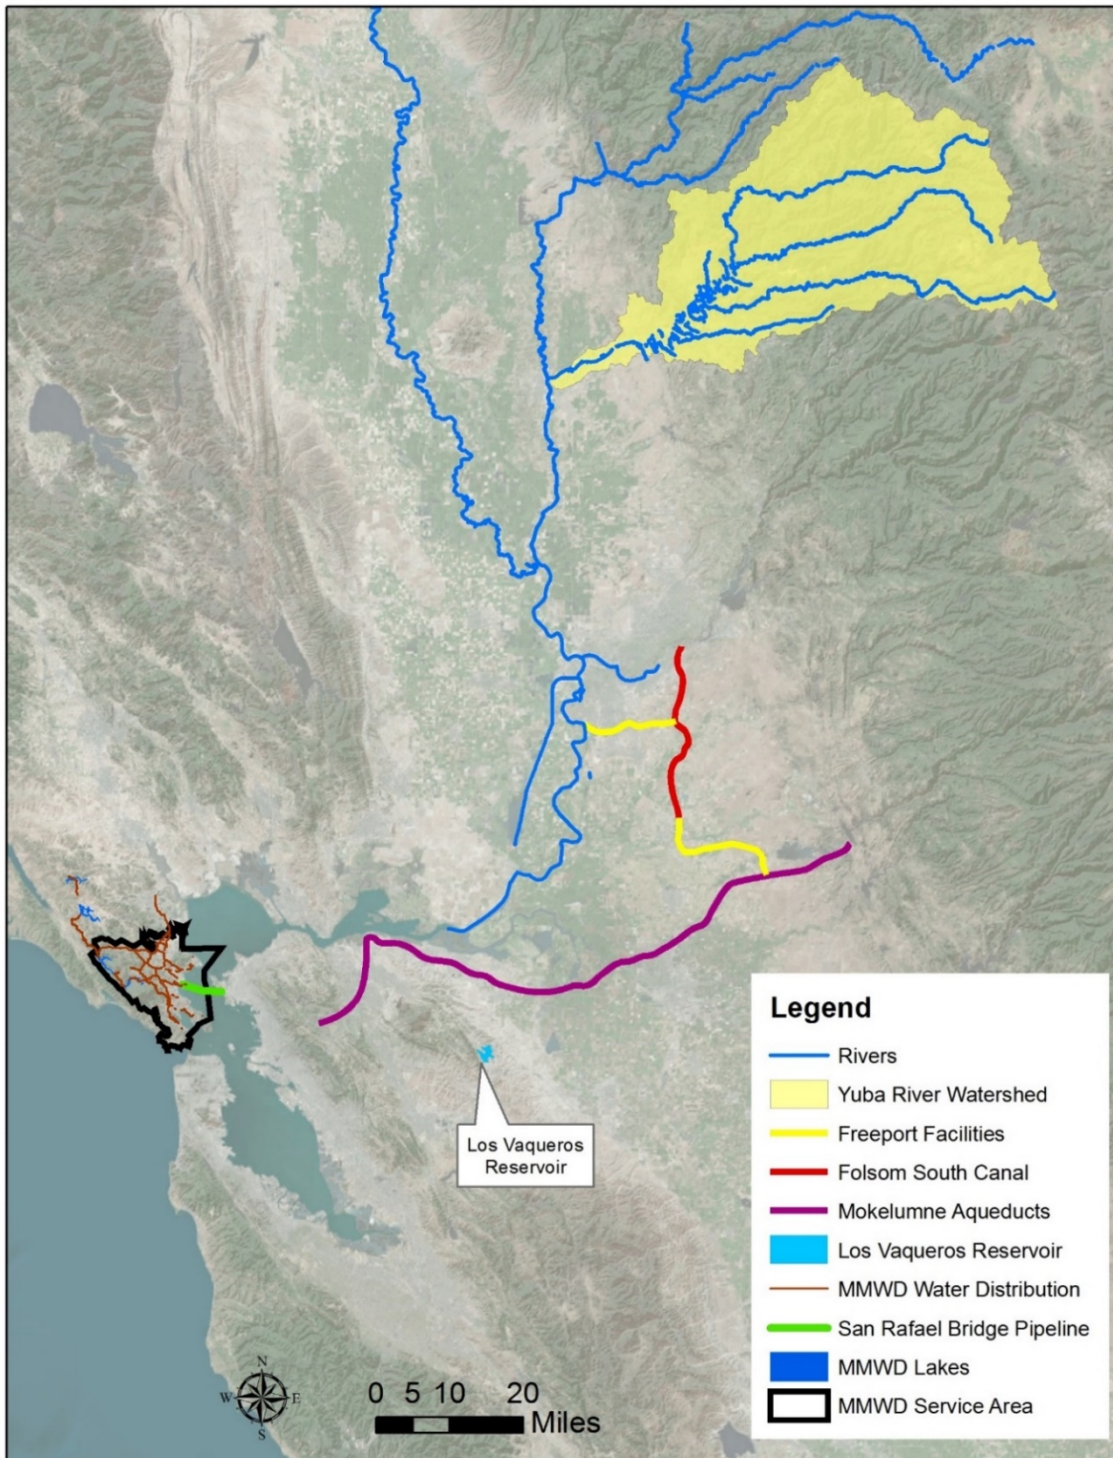 Los Vaqueros
Reservoir
Legend
Rivers
Yuba River Watershed
Freeport Facilities
Folsom South Canal
Mokelumne Aqueducts
Los Vaqueros Reservoir
MMWD Water Distribution
San Rafael Bridge Pipeline
MMWD Lakes
MMWD Service Area
N
W E
S
0 5 10 20
Miles